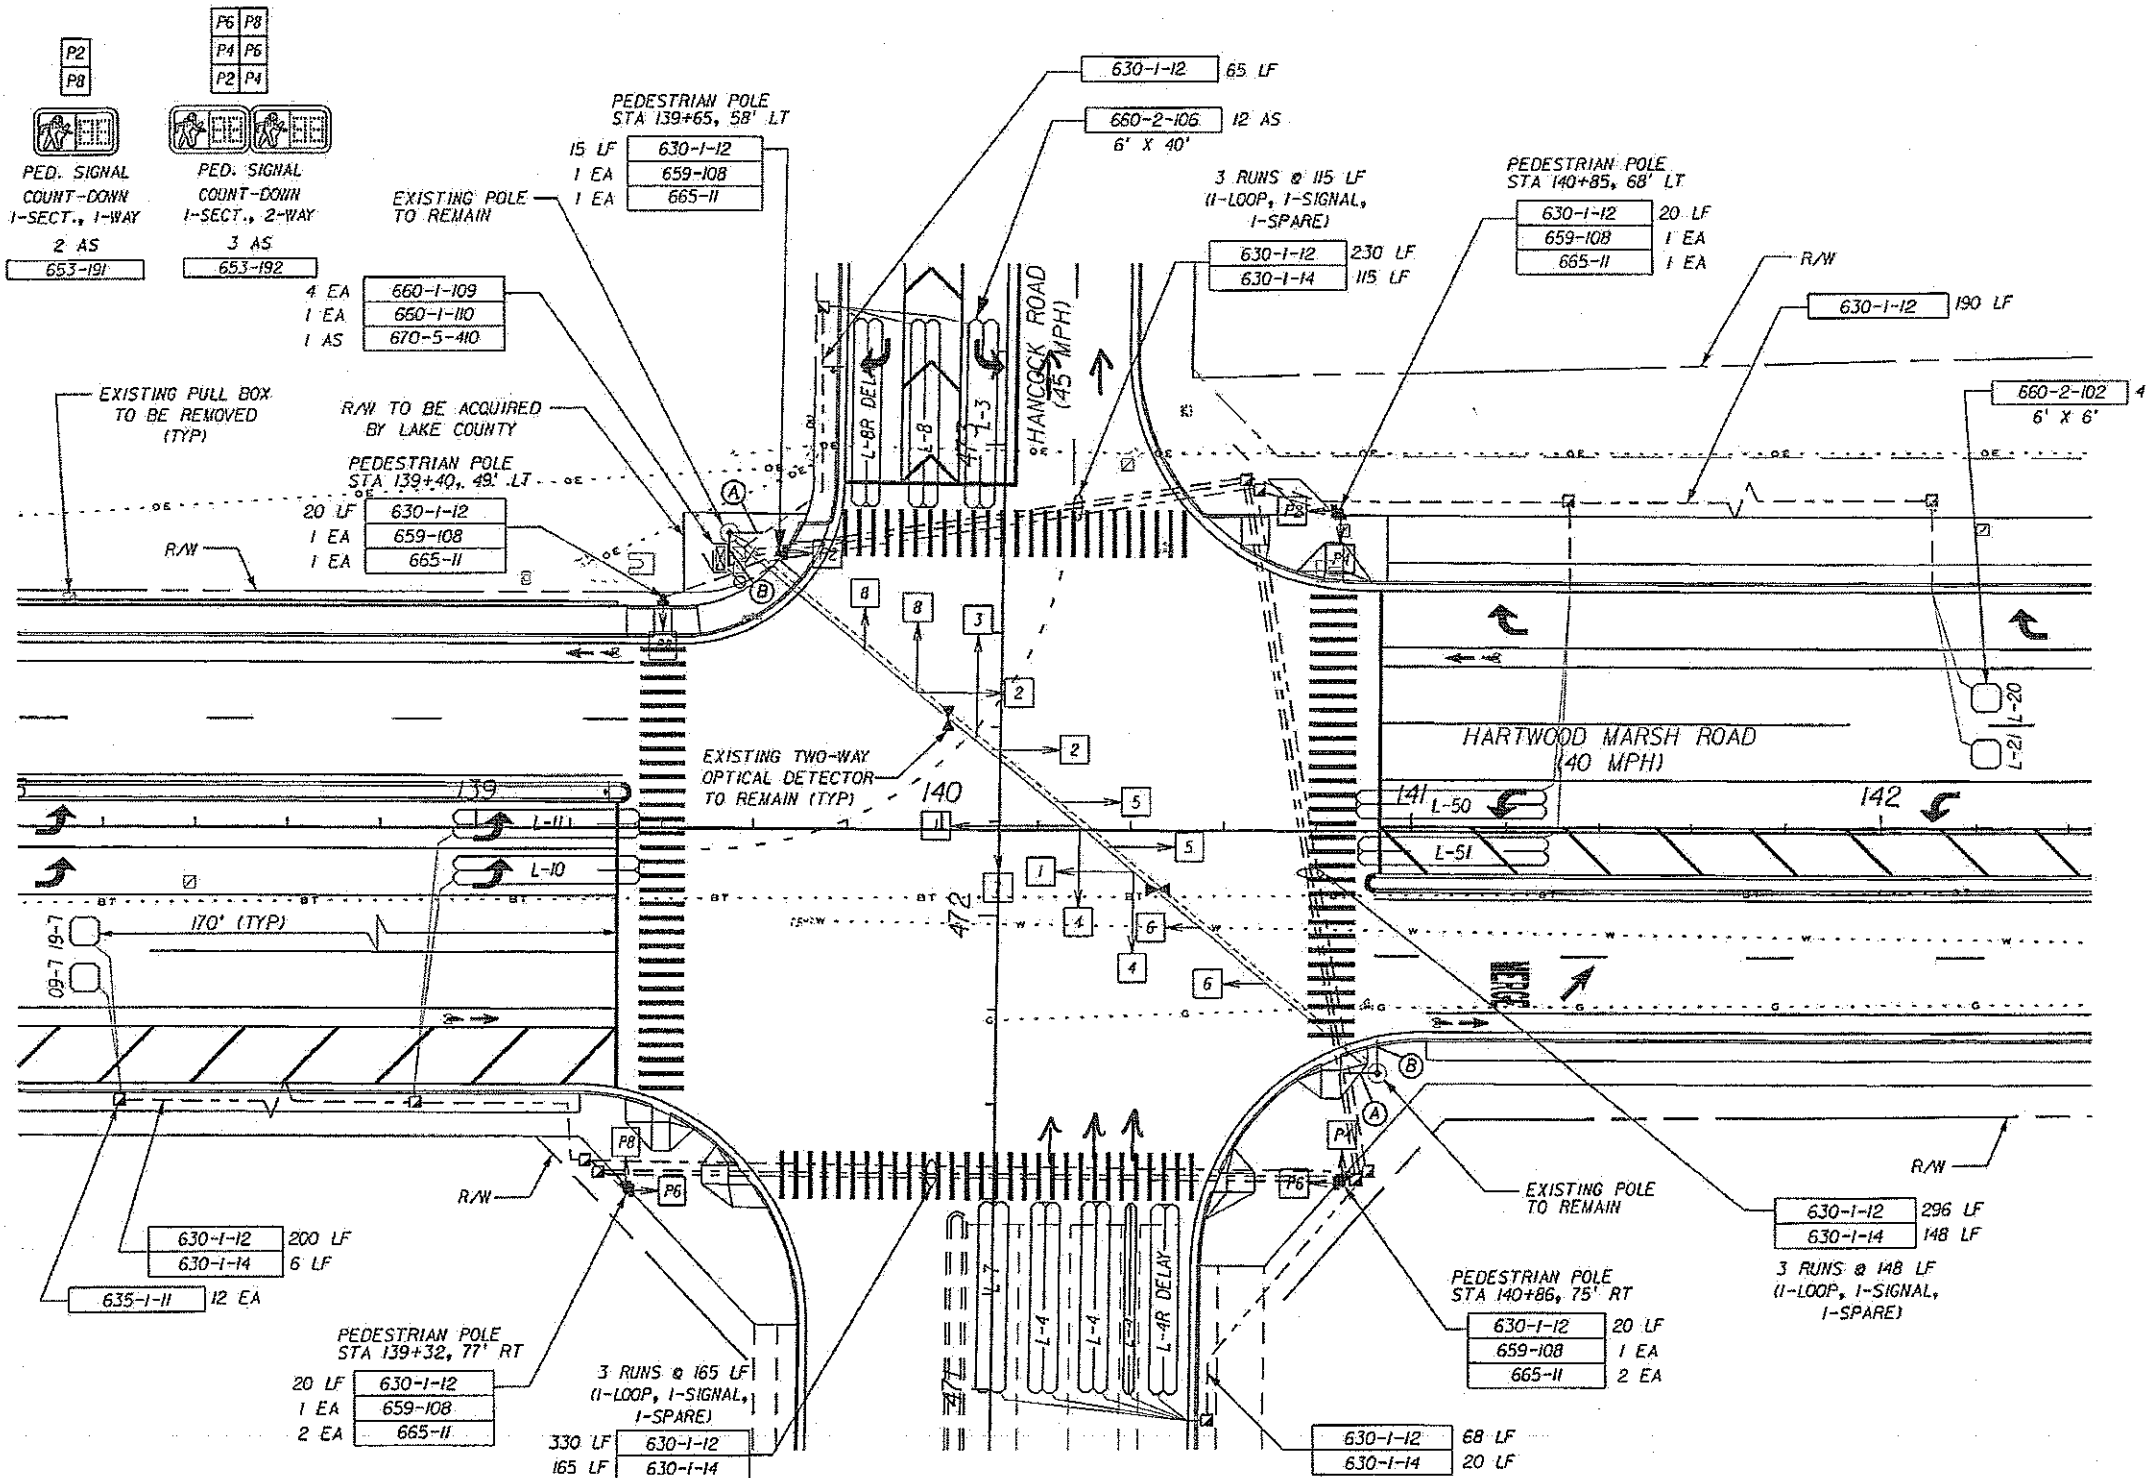 P2
P8
PED. SIGNAL
COUNT-DOWN
1-SECT., 1-WAY
2 AS
653-191
P6 P8
P4 P6
P2 P4
PED. SIGNAL
COUNT-DOWN
1-SECT., 2-WAY
3 AS
653-192
PEDESTRIAN POLE
STA 139+65, 58' LT
15 LF 630-1-12
1 EA 659-108
1 EA 665-11
EXISTING POLE
TO REMAIN
4 EA 660-1-109
1 EA 660-1-110
1 AS 670-5-410
EXISTING PULL BOX
TO BE REMOVED
(TYP)
R/W TO BE ACQUIRED
BY LAKE COUNTY
PEDESTRIAN POLE
STA 139+40, 49' LT
20 LF 630-1-12
1 EA 659-108
1 EA 665-11
R/W
630-1-12 65 LF
660-2-106 12 AS
6' X 40'
3 RUNS @ 115 LF
(1-LOOP, 1-SIGNAL,
1-SPARE)
630-1-12 230 LF
630-1-14 115 LF
PEDESTRIAN POLE
STA 140+85, 68' LT
630-1-12 20 LF
659-108 1 EA
665-11 1 EA
R/W
630-1-12 190 LF
660-2-102 4
6' X 6'
HANCOCK ROAD
(45 MPH)
L-8
L-3
A
B
8
8
3
2
2
5
5
1
4
4
6
6
EXISTING TWO-WAY
OPTICAL DETECTOR
TO REMAIN (TYP)
HARTWOOD MARSH ROAD
(40 MPH)
L-20
L-21
139
140
141
142
L-11
L-10
L-50
L-51
472
BT BT BT BT BT
OE OE OE OE OE
W W W W
G G G G
170' (TYP)
MERGE
P8
P6
P6
A
B
R/W
R/W
EXISTING POLE
TO REMAIN
630-1-12 200 LF
630-1-14 6 LF
635-1-11 12 EA
PEDESTRIAN POLE
STA 139+32, 77' RT
20 LF 630-1-12
1 EA 659-108
2 EA 665-11
3 RUNS @ 165 LF
(1-LOOP, 1-SIGNAL,
1-SPARE)
330 LF 630-1-12
165 LF 630-1-14
471
L-7
L-4
L-4
L-4R DELAY
630-1-12 296 LF
630-1-14 148 LF
3 RUNS @ 148 LF
(1-LOOP, 1-SIGNAL,
1-SPARE)
PEDESTRIAN POLE
STA 140+86, 75' RT
630-1-12 20 LF
659-108 1 EA
665-11 2 EA
630-1-12 68 LF
630-1-14 20 LF